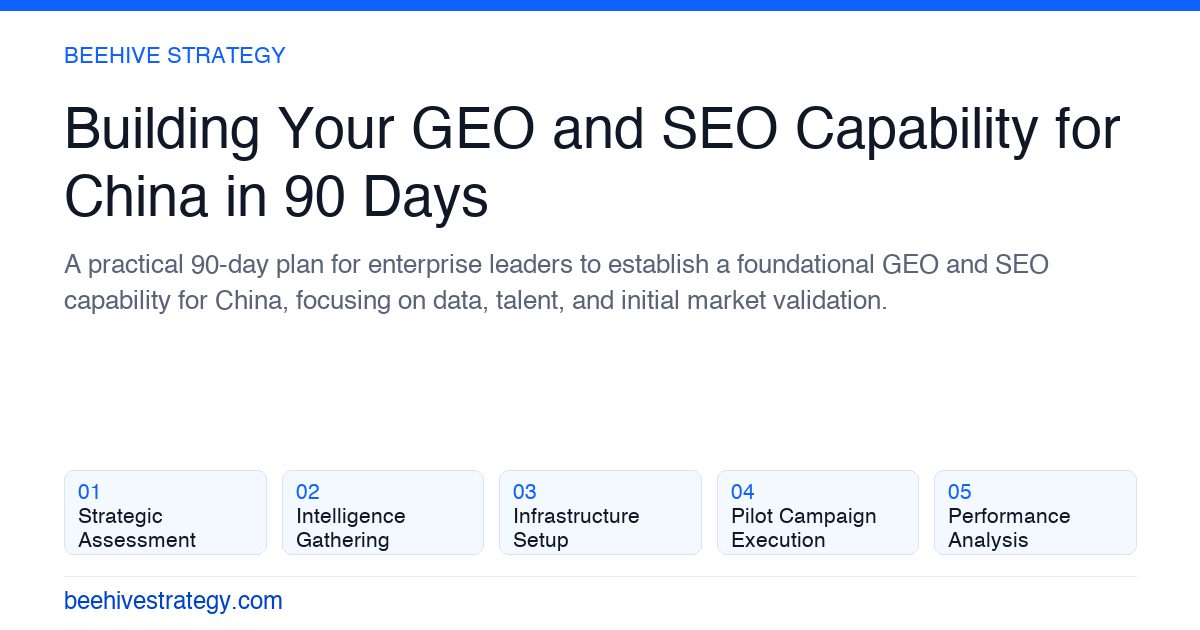 BEEHIVE STRATEGY
Building Your GEO and SEO Capability for
China in 90 Days
A practical 90-day plan for enterprise leaders to establish a foundational GEO and SEO
capability for China, focusing on data, talent, and initial market validation.
01
Strategic
Assessment
02
Intelligence
Gathering
03
Infrastructure
Setup
04
Pilot Campaign
Execution
05
Performance
Analysis
beehivestrategy.com